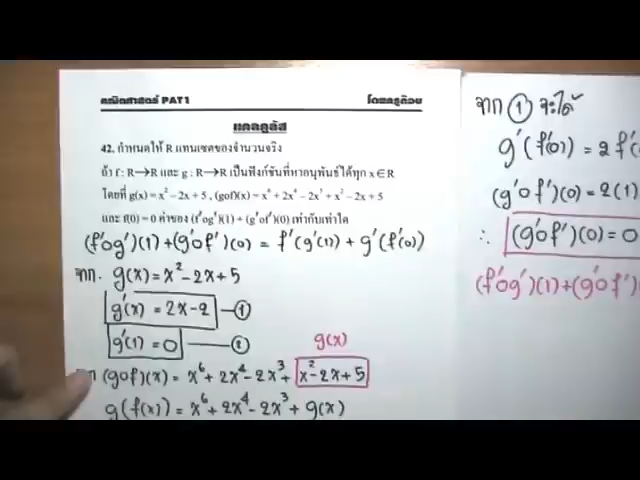 คณิตศาสตร์ PAT1 โดยครูก้อย
แคลคูลัส
42. กำหนดให้ R แทนเซตของจำนวนจริง
ถ้า f : R→R และ g : R→R เป็นฟังก์ชันที่หาอนุพันธ์ได้ทุก x∈R
โดยที่ g(x) = x² − 2x + 5 , (gof)(x) = x⁶ + 2x⁴ − 2x³ + x² − 2x + 5
และ f(0) = 0 ค่าของ (f'og')(1) + (g'of')(0) เท่ากับเท่าใด
(f'og')(1) + (g'of')(0) = f'(g'(1)) + g'(f'(0))
จาก g(x) = x² − 2x + 5
g'(x) = 2x − 2 — ①
g'(1) = 0 — ②
g(x)
(gof)(x) = x⁶ + 2x⁴ − 2x³ + x² − 2x + 5
g(f(x)) = x⁶ + 2x⁴ − 2x³ + g(x)
จาก ① จะได้
g'(f'(0)) = 2 f'(
(g'of')(0) = 2(1)
∴ (g'of')(0) = 0
(f'og')(1) + (g'of')